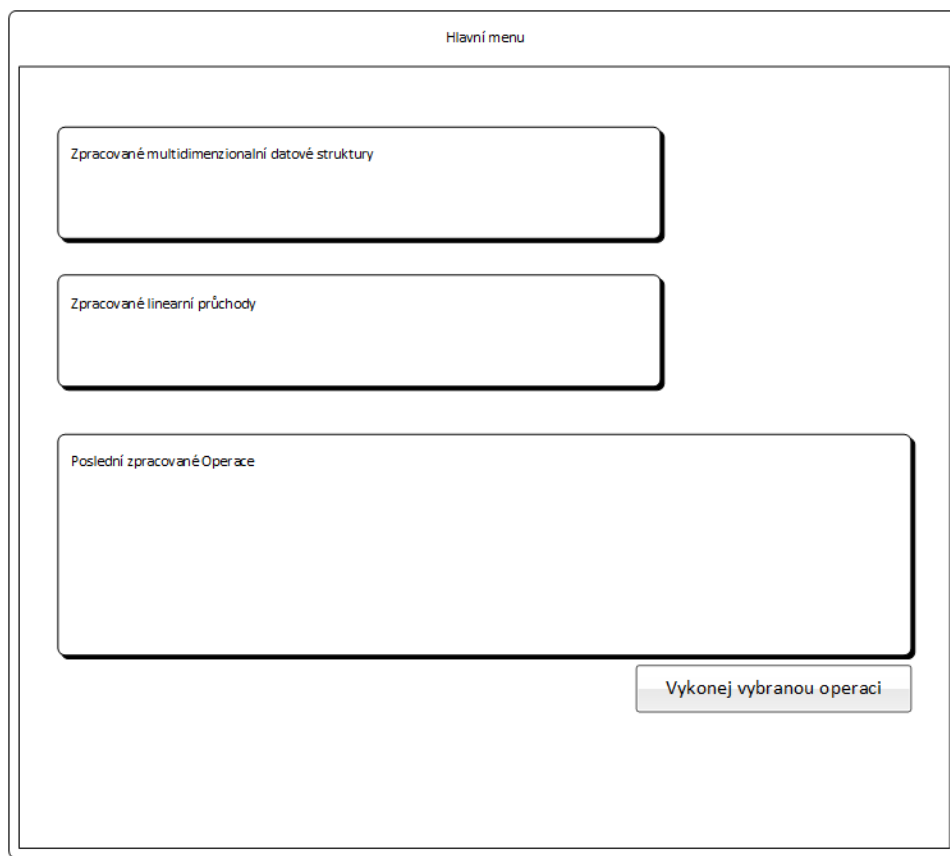 Hlavní menu
Zpracované multidimenzionalní datové struktury
Zpracované linearní průchody
Poslední zpracované Operace
Vykonej vybranou operaci